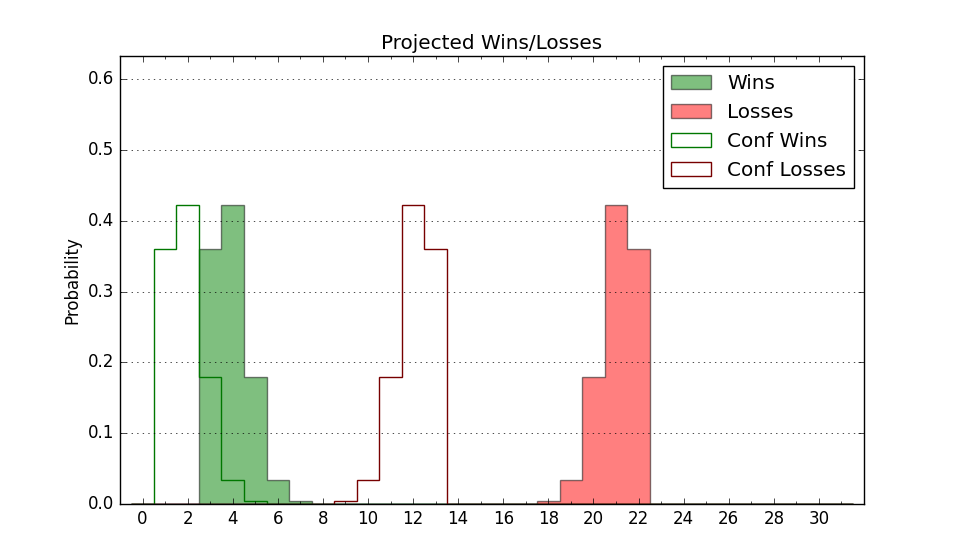 Projected Wins/Losses
0.6
0.5
0.4
0.3
0.2
0.1
0.0
Probability
Wins
Losses
Conf Wins
Conf Losses
0 2 4 6 8 10 12 14 16 18 20 22 24 26 28 30